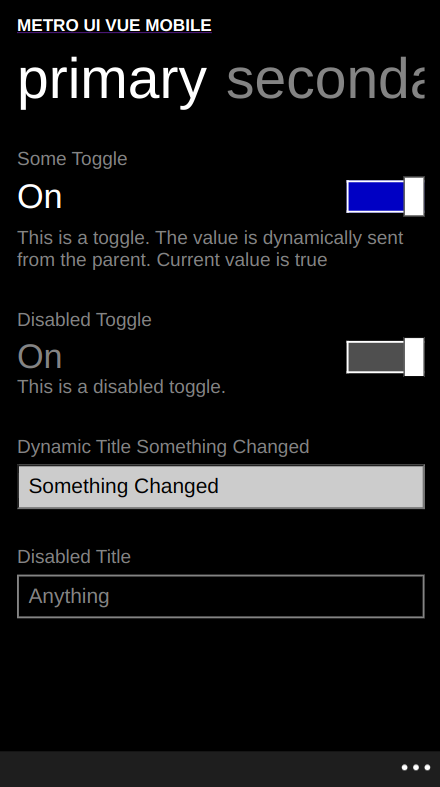 METRO UI VUE MOBILE
primary seconda
Some Toggle
On
This is a toggle. The value is dynamically sent
from the parent. Current value is true
Disabled Toggle
On
This is a disabled toggle.
Dynamic Title Something Changed
Something Changed
Disabled Title
Anything